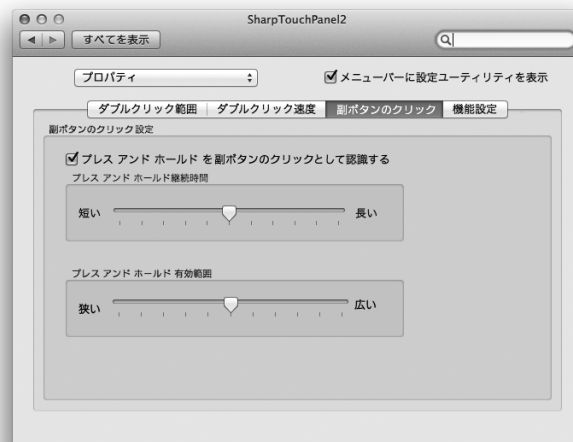 SharpTouchPanel2
すべてを表示
プロパティ
メニューバーに設定ユーティリティを表示
ダブルクリック範囲 ダブルクリック速度 副ボタンのクリック 機能設定
副ボタンのクリック設定
プレス アンド ホールド を副ボタンのクリックとして認識する
プレス アンド ホールド継続時間
短い 長い
プレス アンド ホールド 有効範囲
狭い 広い